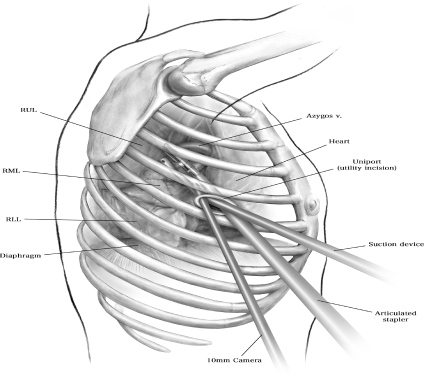 RUL
Azygos v.
Heart
Uniport
(utility incision)
RML
RLL
Diaphragm
Suction device
Articulated
stapler
10mm Camera